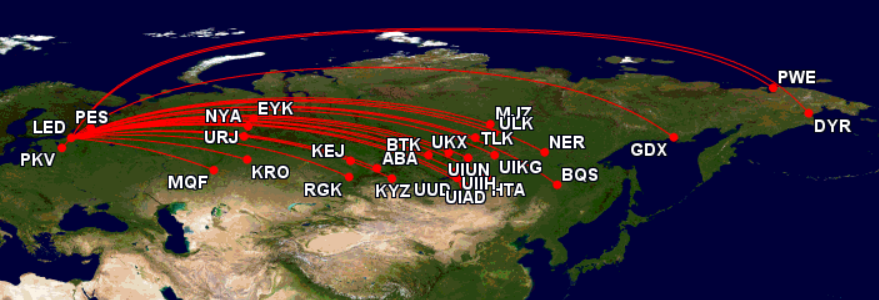 PWE
EYK
NYA
PES
MJZ
ULK
LED
DYR
URJ
TLK
UKX
NER
BTK
KEJ
GDX
PKV
ABA
UIKG
KRO
UIUN
BQS
MQF
UIIH
RGK
KYZ
UUD
HTA
UIAD